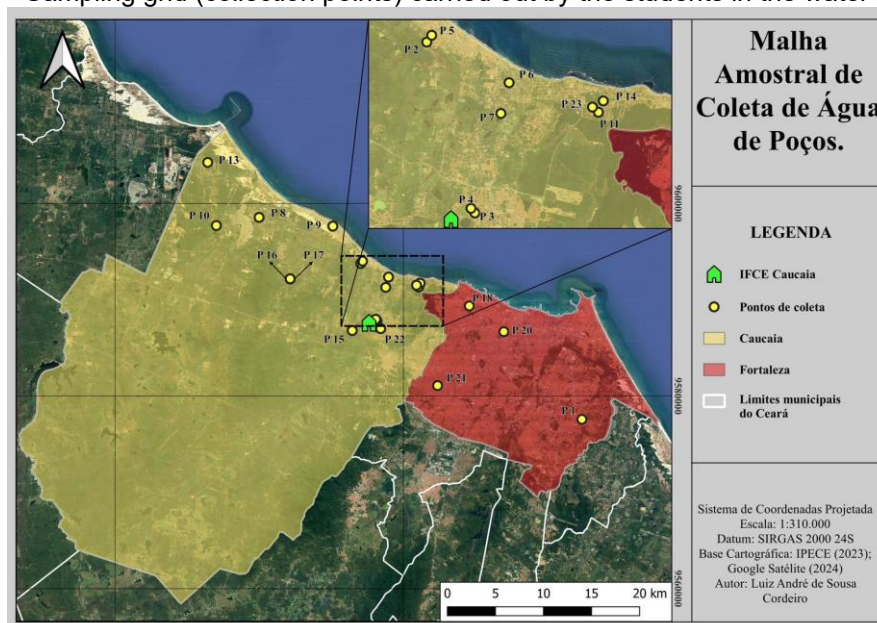 Sampling grid (collection points) carried out by the students in the water
Malha
Amostral de
Coleta de Água
de Poços.
LEGENDA
IFCE Caucaia
Pontos de coleta
Caucaia
Fortaleza
Limites municipais
do Ceará
Sistema de Coordenadas Projetada
Escala: 1:310.000
Datum: SIRGAS 2000 24S
Base Cartográfica: IPECE (2023);
Google Satélite (2024)
Autor: Luiz André de Sousa
Cordeiro
P 5
P 2
P 6
P 14
P 23
P 7
P 11
P 4
P 3
P 13
P 10
P 8
P 9
P 16
P 17
P 18
P 15
P 22
P 20
P 21
P 1
9600000
9580000
9560000
0 5 10 15 20 km